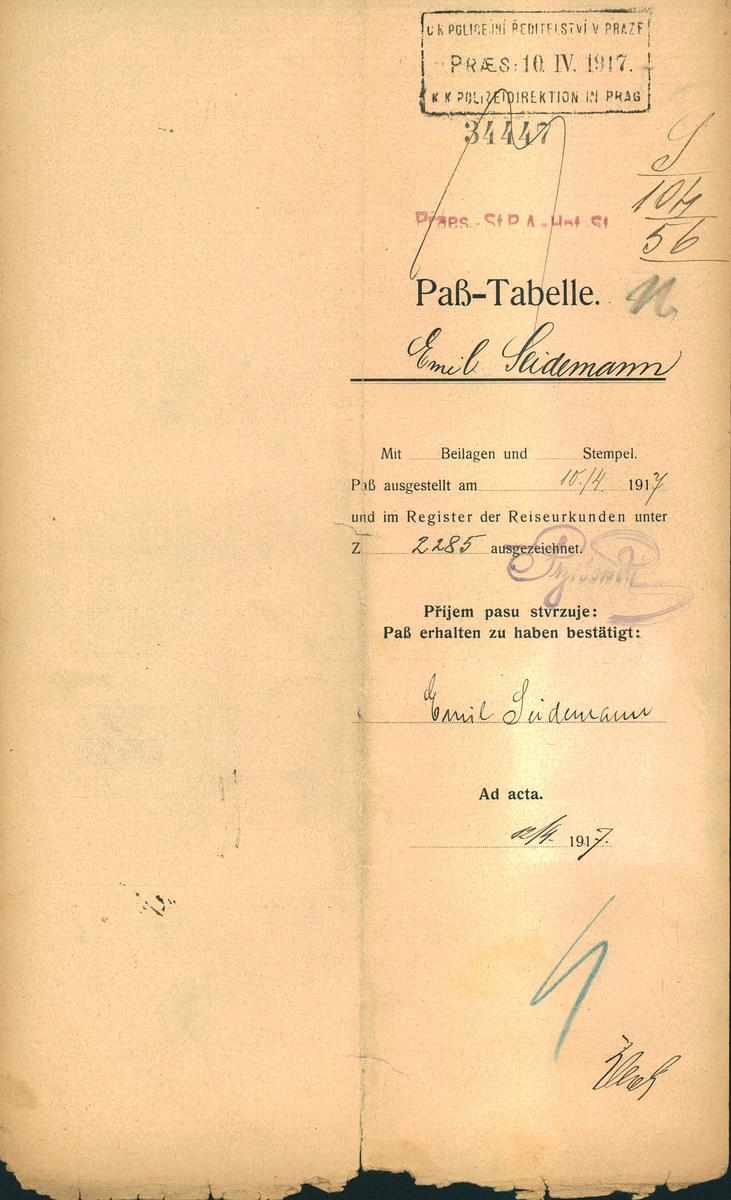 C K POLICEJNÍ ŘEDITELSTVÍ V PRAZE
PRÆS: 10. IV. 1917.
K K POLIZEIDIREKTION IN PRAG
34447
S
104
56
Paß-Tabelle.
Emil Seidemann
Mit Beilagen und Stempel.
Paß ausgestellt am 10./4. 1917
und im Register der Reiseurkunden unter
Z 2285 ausgezeichnet.
Příjem pasu stvrzuje:
Paß erhalten zu haben bestätigt:
Emil Seidemann
Ad acta.
12/4. 1917.